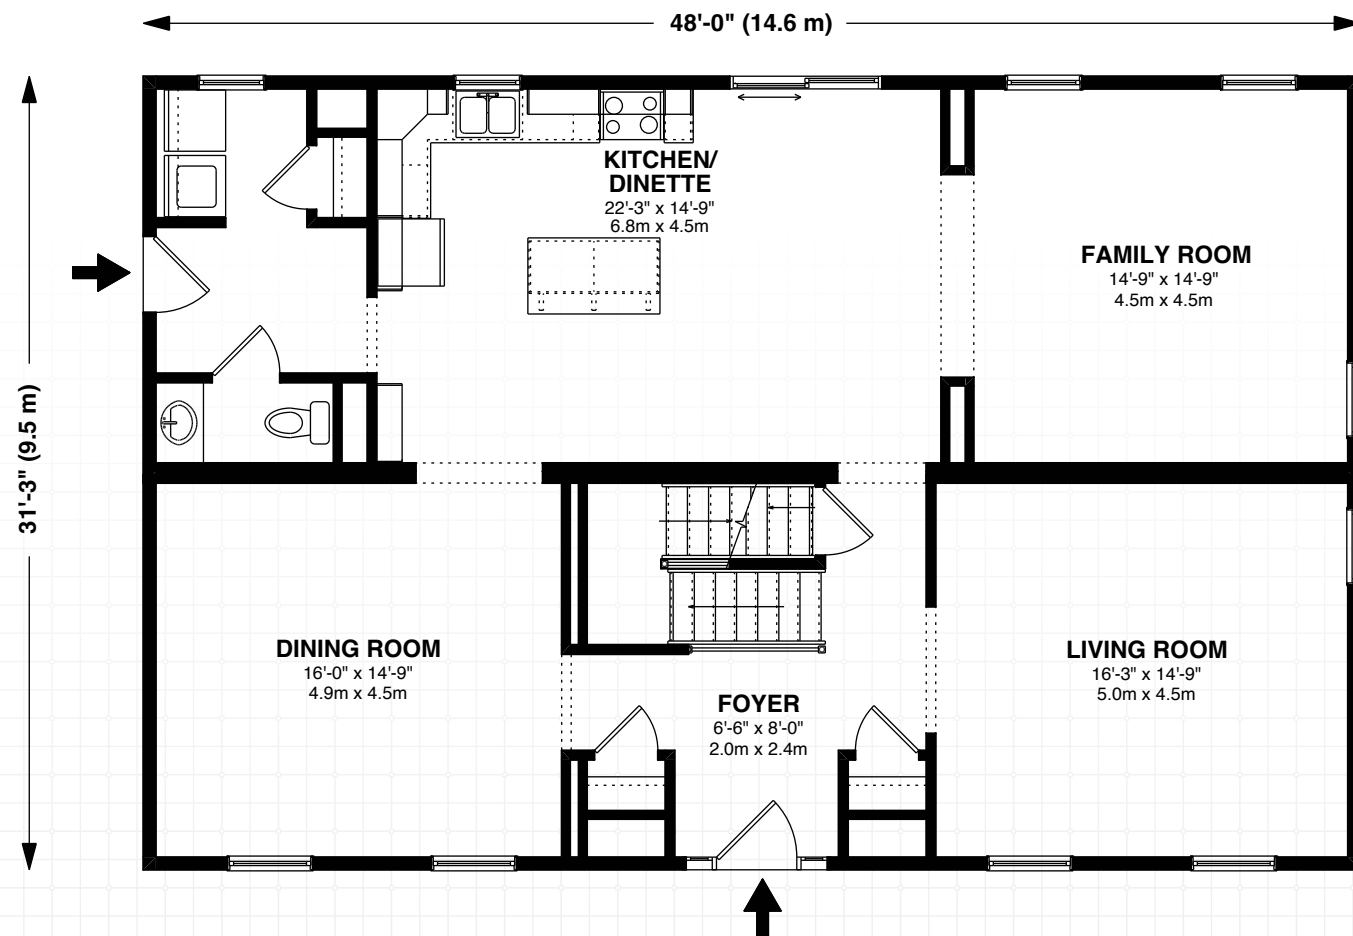 48'-0" (14.6 m)
31'-3" (9.5 m)
KITCHEN/
DINETTE
22'-3" x 14'-9"
6.8m x 4.5m
FAMILY ROOM
14'-9" x 14'-9"
4.5m x 4.5m
DINING ROOM
16'-0" x 14'-9"
4.9m x 4.5m
FOYER
6'-6" x 8'-0"
2.0m x 2.4m
LIVING ROOM
16'-3" x 14'-9"
5.0m x 4.5m